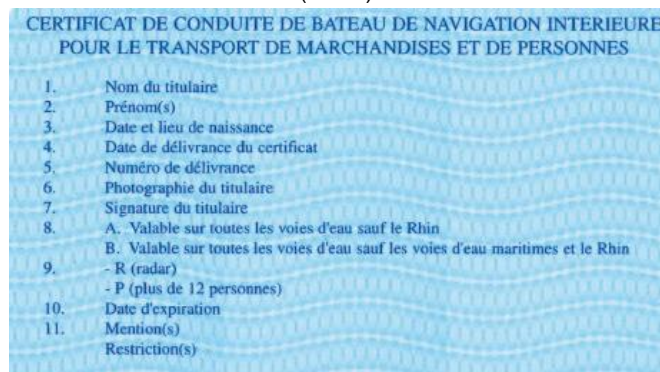 CERTIFICAT DE CONDUITE DE BATEAU DE NAVIGATION INTERIEURE
POUR LE TRANSPORT DE MARCHANDISES ET DE PERSONNES
1. Nom du titulaire
2. Prénom(s)
3. Date et lieu de naissance
4. Date de délivrance du certificat
5. Numéro de délivrance
6. Photographie du titulaire
7. Signature du titulaire
8. A. Valable sur toutes les voies d'eau sauf le Rhin
B. Valable sur toutes les voies d'eau sauf les voies d'eau maritimes et le Rhin
9. - R (radar)
- P (plus de 12 personnes)
10. Date d'expiration
11. Mention(s)
Restriction(s)